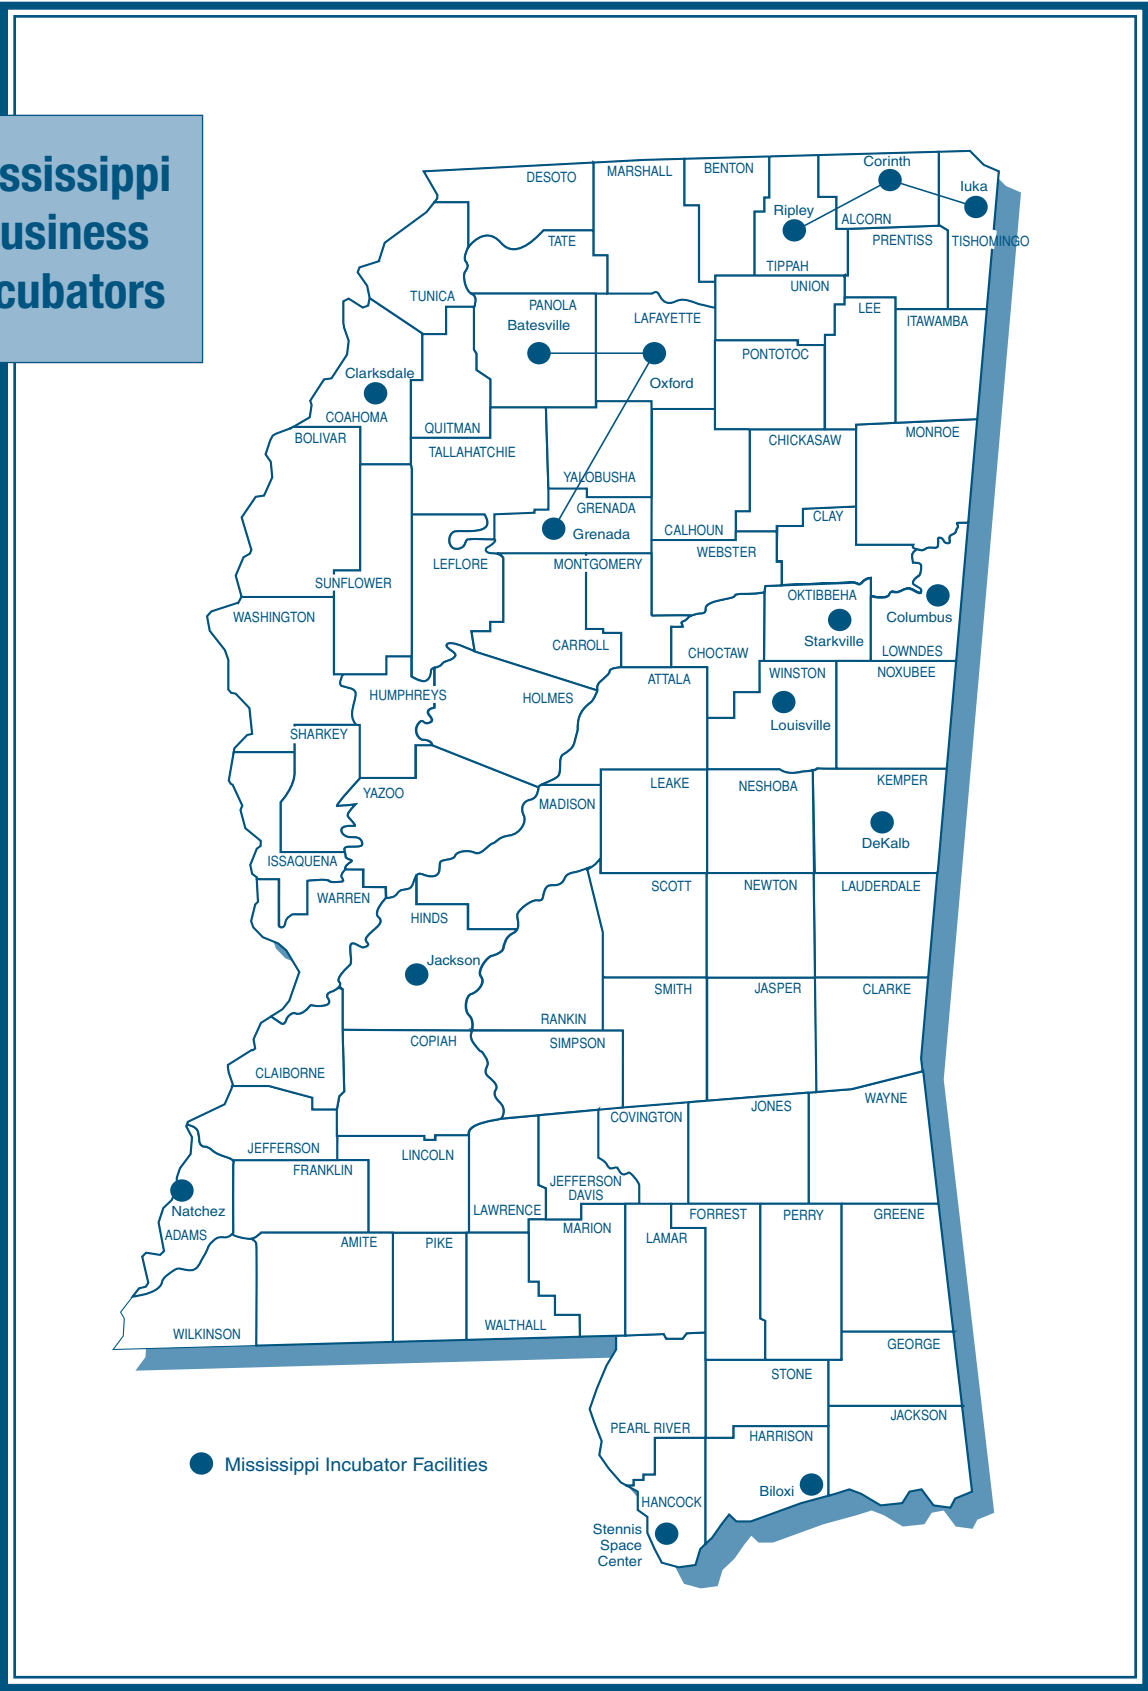 ssissippi
usiness
cubators
DESOTO
MARSHALL
BENTON
Corinth
Iuka
Ripley
ALCORN
TATE
PRENTISS
TISHOMINGO
TIPPAH
UNION
TUNICA
PANOLA
LAFAYETTE
LEE
ITAWAMBA
Batesville
PONTOTOC
Clarksdale
Oxford
COAHOMA
QUITMAN
BOLIVAR
TALLAHATCHIE
CHICKASAW
MONROE
YALOBUSHA
GRENADA
CLAY
Grenada
CALHOUN
WEBSTER
LEFLORE
MONTGOMERY
SUNFLOWER
OKTIBBEHA
WASHINGTON
Columbus
Starkville
CARROLL
CHOCTAW
LOWNDES
ATTALA
WINSTON
NOXUBEE
HUMPHREYS
HOLMES
Louisville
SHARKEY
LEAKE
NESHOBA
KEMPER
YAZOO
MADISON
DeKalb
ISSAQUENA
SCOTT
NEWTON
LAUDERDALE
WARREN
HINDS
Jackson
SMITH
JASPER
CLARKE
RANKIN
COPIAH
SIMPSON
CLAIBORNE
WAYNE
JONES
COVINGTON
JEFFERSON
LINCOLN
FRANKLIN
JEFFERSON
DAVIS
Natchez
LAWRENCE
FORREST
PERRY
GREENE
ADAMS
MARION
LAMAR
AMITE
PIKE
WALTHALL
WILKINSON
GEORGE
STONE
JACKSON
PEARL RIVER
HARRISON
Mississippi Incubator Facilities
Biloxi
HANCOCK
Stennis
Space
Center